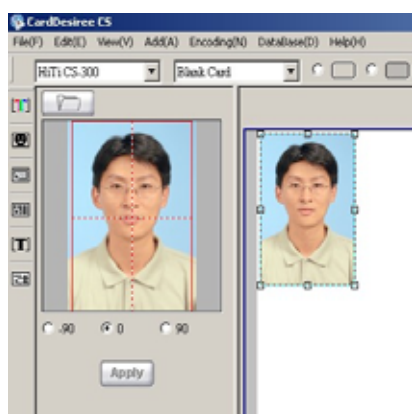 CardDesiree CS
File(F) Edit(E) View(V) Add(A) Encoding(N) DataBase(D) Help(H)
HiTi CS-300 Blank Card
T
-90 0 90
Apply